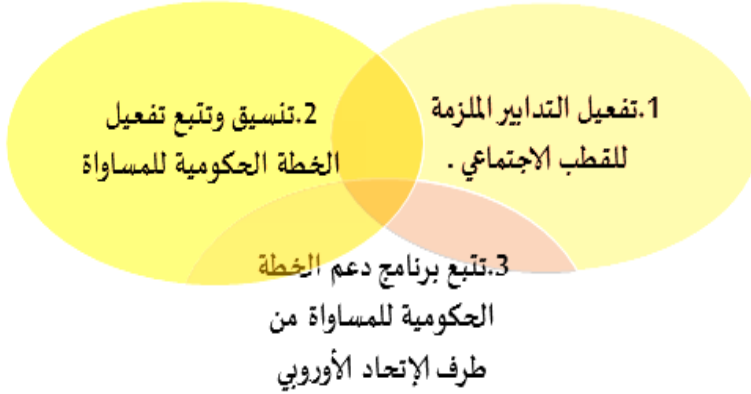 1.تفعيل التدابير الملزمة
للقطب الاجتماعي .
2.تنسيق وتتبع تفعيل
الخطة الحكومية للمساواة
3.تتبع برنامج دعم الخطة
الحكومية للمساواة من
طرف الإتحاد الأوروبي